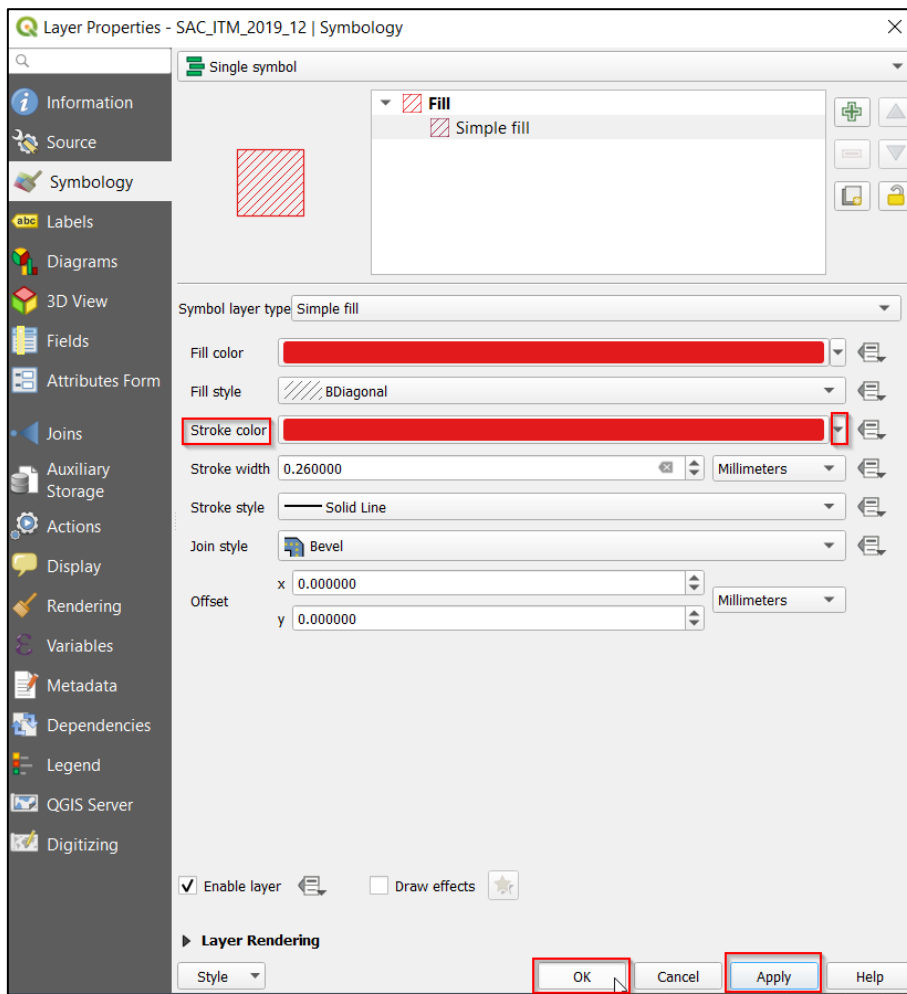 Layer Properties - SAC_ITM_2019_12 | Symbology
Single symbol
Information
Source
Symbology
abc Labels
Diagrams
3D View
Fields
Attributes Form
Joins
Auxiliary
Storage
Actions
Display
Rendering
Variables
Metadata
Dependencies
Legend
QGIS Server
Digitizing
Fill
Simple fill
Symbol layer type Simple fill
Fill color
Fill style BDiagonal
Stroke color
Stroke width 0.260000 Millimeters
Stroke style Solid Line
Join style Bevel
Offset
x 0.000000
y 0.000000
Millimeters
Enable layer Draw effects
Layer Rendering
Style OK Cancel Apply Help